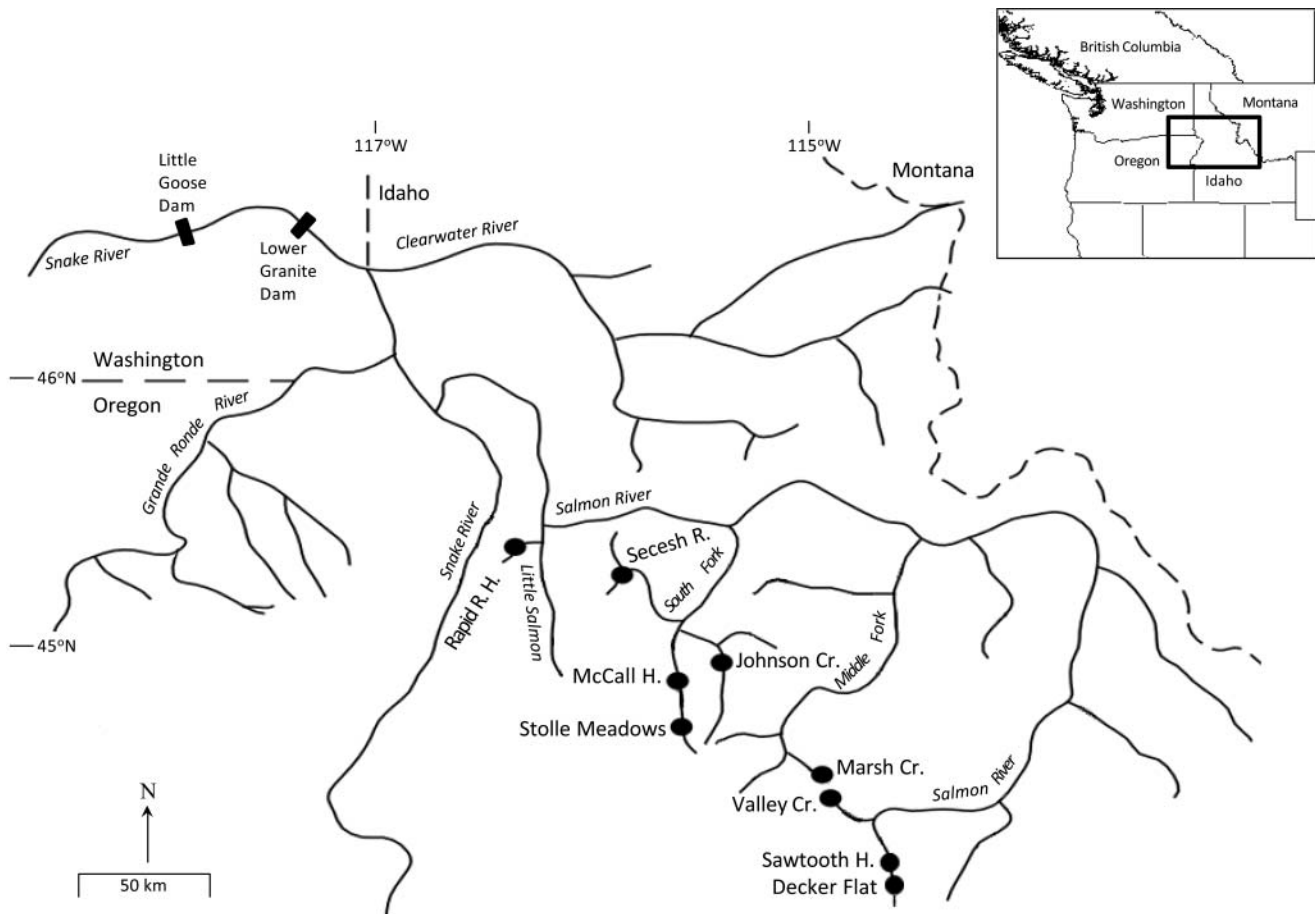 British Columbia
Washington
Montana
Oregon
Idaho
117°W
115°W
Little
Goose
Dam
Idaho
Montana
Clearwater River
Snake River
Lower
Granite
Dam
Washington
46°N
Oregon
Grande Ronde River
Salmon River
Snake River
Secesh R.
South Fork
Rapid R. H.
Little Salmon
Middle Fork
45°N
Johnson Cr.
McCall H.
Stolle Meadows
Marsh Cr.
Salmon River
Valley Cr.
N
Sawtooth H.
50 km
Decker Flat